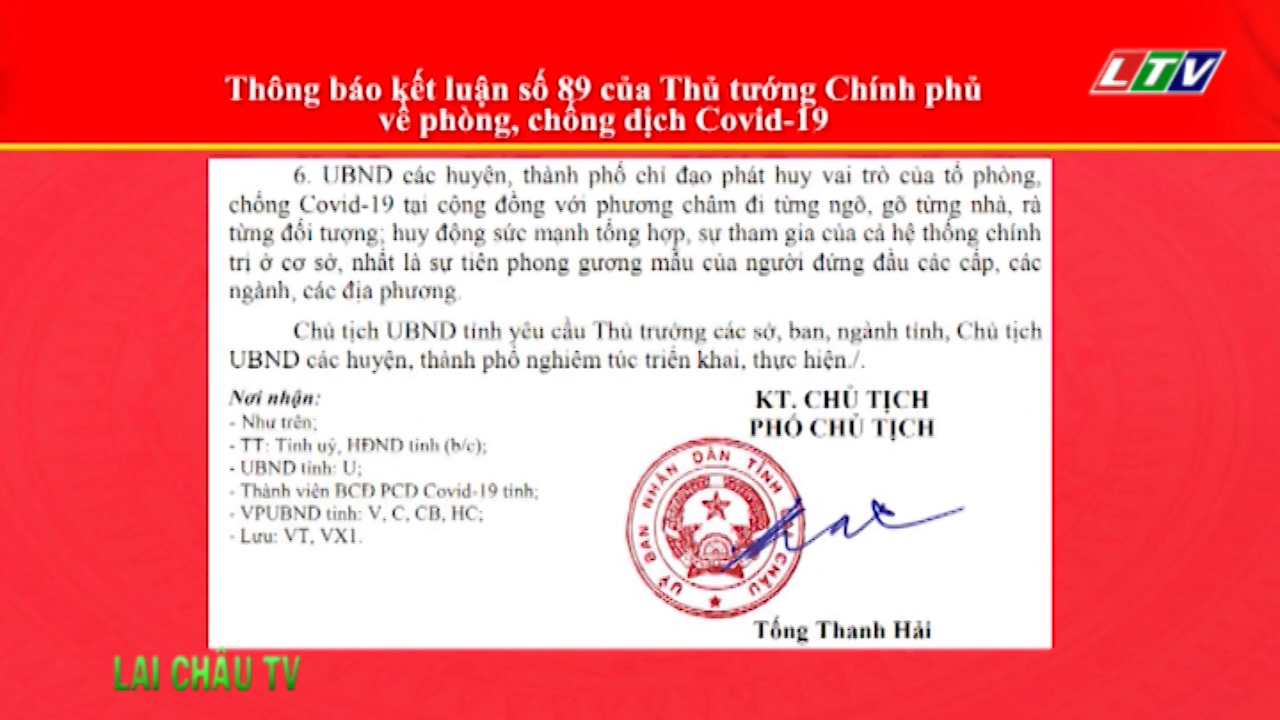 Thông báo kết luận số 89 của Thủ tướng Chính phủ
về phòng, chống dịch Covid-19
LTV
6. UBND các huyện, thành phố chỉ đạo phát huy vai trò của tổ phòng,
chống Covid-19 tại cộng đồng với phương châm đi từng ngõ, gõ từng nhà, rà
từng đối tượng; huy động sức mạnh tổng hợp, sự tham gia của cả hệ thống chính
trị ở cơ sở, nhất là sự tiên phong gương mẫu của người đứng đầu các cấp, các
ngành, các địa phương.
Chủ tịch UBND tỉnh yêu cầu Thủ trưởng các sở, ban, ngành tỉnh, Chủ tịch
UBND các huyện, thành phố nghiêm túc triển khai, thực hiện./.
Nơi nhận:
- Như trên;
- TT: Tỉnh uỷ, HĐND tỉnh (b/c);
- UBND tỉnh: U;
- Thành viên BCĐ PCD Covid-19 tỉnh;
- VPUBND tỉnh: V, C, CB, HC;
- Lưu: VT, VX1.
KT. CHỦ TỊCH
PHÓ CHỦ TỊCH
UỶ BAN NHÂN DÂN TỈNH
CHÂU
Tống Thanh Hải
LAI CHÂU TV